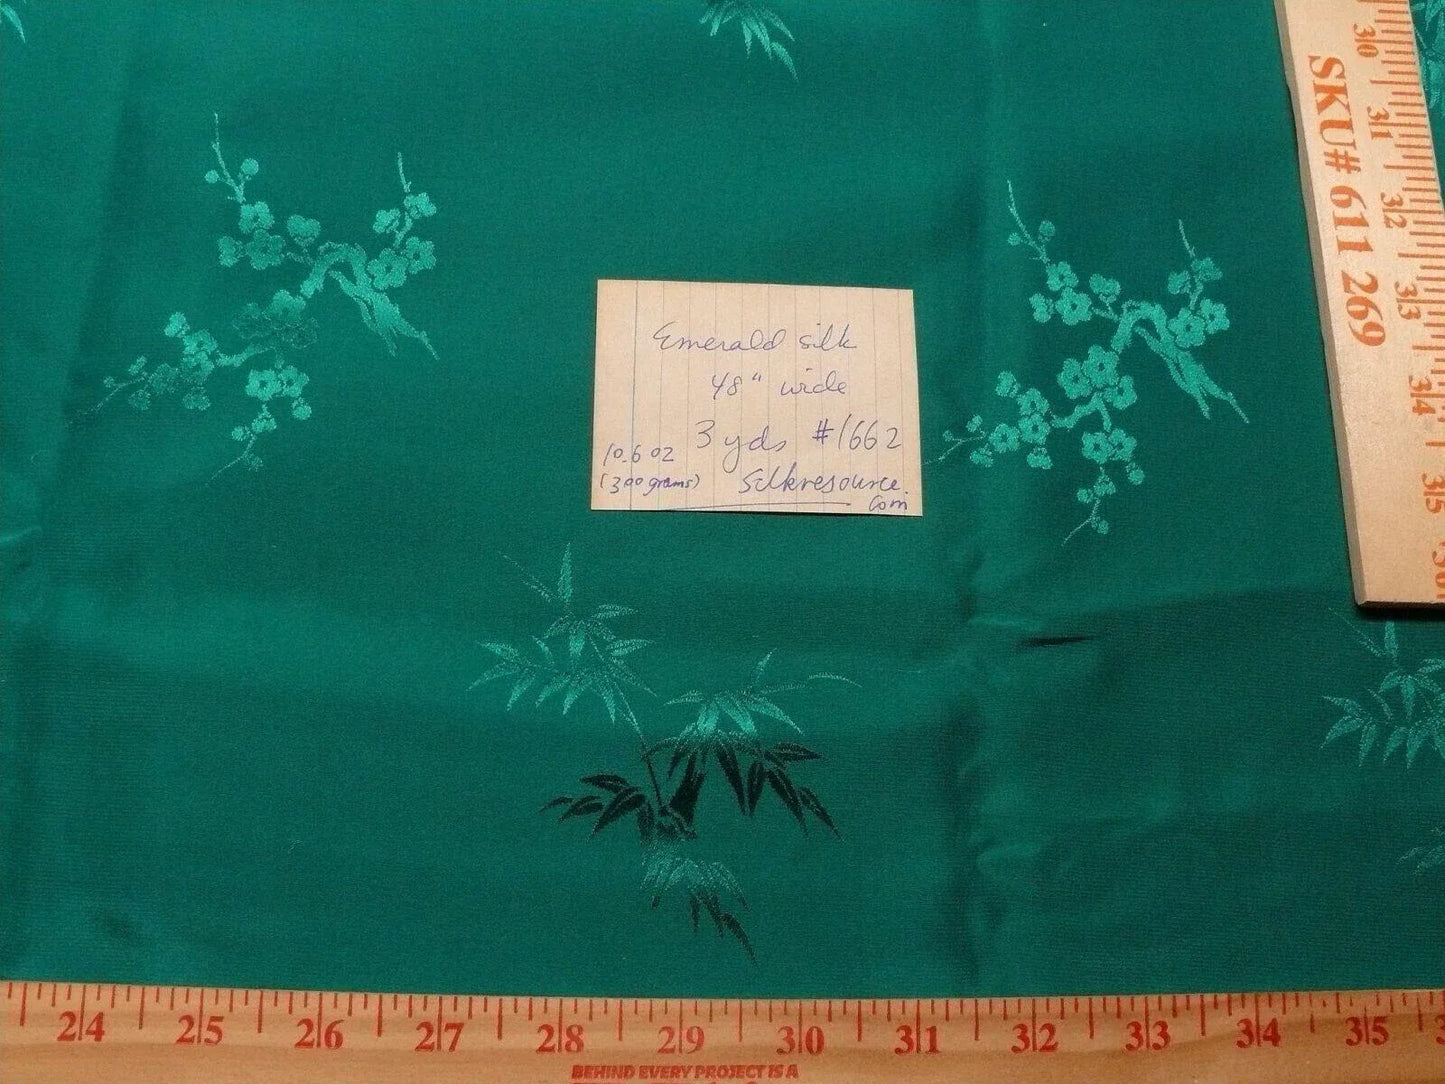 Emerald silk
48" wide
3 yds #1662
10.6 oz
(300 grams)
Silkresource.
com
30 31 32 33 34 35
SKU# 611 269
24 25 26 27 28 29 30 31 32 33 34 35
BEHIND EVERY PROJECT IS A